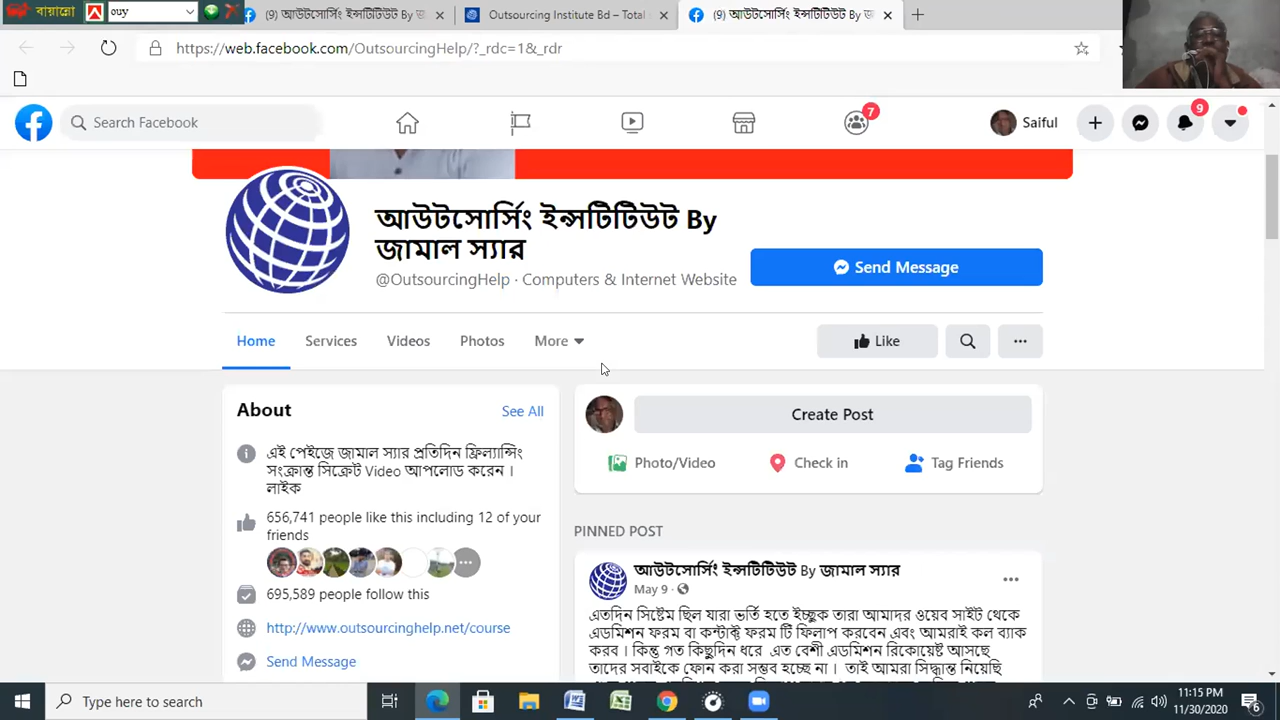 বায়ান্নো
ouy
(9) আউটসোর্সিং ইন্সটিটিউট By জ
Outsourcing Institute Bd – Total
(9) আউটসোর্সিং ইন্সটিটিউট By জ
https://web.facebook.com/OutsourcingHelp/?_rdc=1&_rdr
Search Facebook
7
Saiful
9
আউটসোর্সিং ইন্সটিটিউট By
জামাল স্যার
@OutsourcingHelp · Computers & Internet Website
Send Message
Home
Services
Videos
Photos
More
Like
About
See All
এই পেইজে জামাল স্যার প্রতিদিন ফ্রিল্যান্সিং
সংক্রান্ত সিক্রেট Video আপলোড করেন ।
লাইক
656,741 people like this including 12 of your
friends
695,589 people follow this
http://www.outsourcinghelp.net/course
Send Message
Create Post
Photo/Video
Check in
Tag Friends
PINNED POST
আউটসোর্সিং ইন্সটিটিউট By জামাল স্যার
May 9 ·
এতদিন সিষ্টেম ছিল যারা ভর্তি হতে ইচ্ছুক তারা আমাদর ওয়েব সাইট থেকে
এডমিশন ফরম বা কন্টাক্ট ফরম টি ফিলাপ করবেন এবং আমরাই কল ব্যাক
করব । কিন্তু গত কিছুদিন ধরে এত বেশী এডমিশন রিকোয়েষ্ট আসছে
তাদের সবাইকে ফোন করা সম্ভব হচ্ছে না । তাই আমরা সিদ্ধান্ত নিয়েছি
Type here to search
11:15 PM
11/30/2020
6